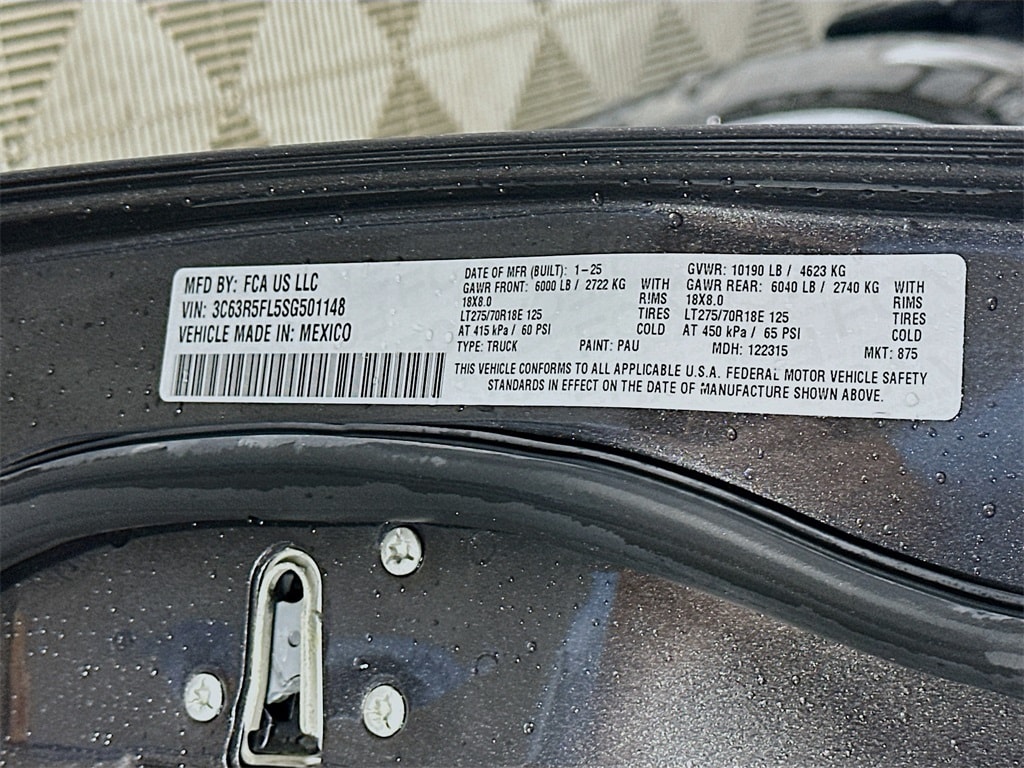 MFD BY: FCA US LLC
VIN: 3C63R5FL5SG501148
VEHICLE MADE IN: MEXICO
DATE OF MFR (BUILT): 1-25
GAWR FRONT: 6000 LB / 2722 KG WITH
18X8.0 RIMS
LT275/70R18E 125 TIRES
AT 415 kPa / 60 PSI COLD
TYPE: TRUCK PAINT: PAU
GVWR: 10190 LB / 4623 KG
GAWR REAR: 6040 LB / 2740 KG WITH
18X8.0 RIMS
LT275/70R18E 125 TIRES
AT 450 kPa / 65 PSI COLD
MDH: 122315 MKT: 875
THIS VEHICLE CONFORMS TO ALL APPLICABLE U.S.A. FEDERAL MOTOR VEHICLE SAFETY
STANDARDS IN EFFECT ON THE DATE OF MANUFACTURE SHOWN ABOVE.